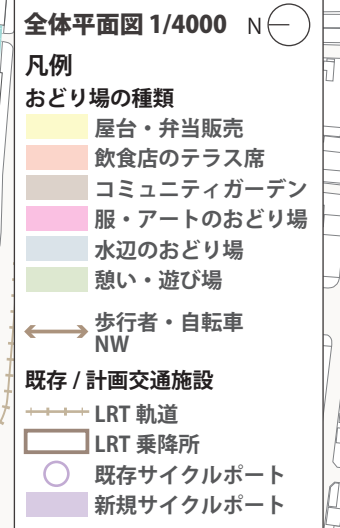 全体平面図 1/4000 N
凡例
おどり場の種類
屋台・弁当販売
飲食店のテラス席
コミュニティガーデン
服・アートのおどり場
水辺のおどり場
憩い・遊び場
歩行者・自転車
NW
既存 / 計画交通施設
LRT 軌道
LRT 乗降所
既存サイクルポート
新規サイクルポート